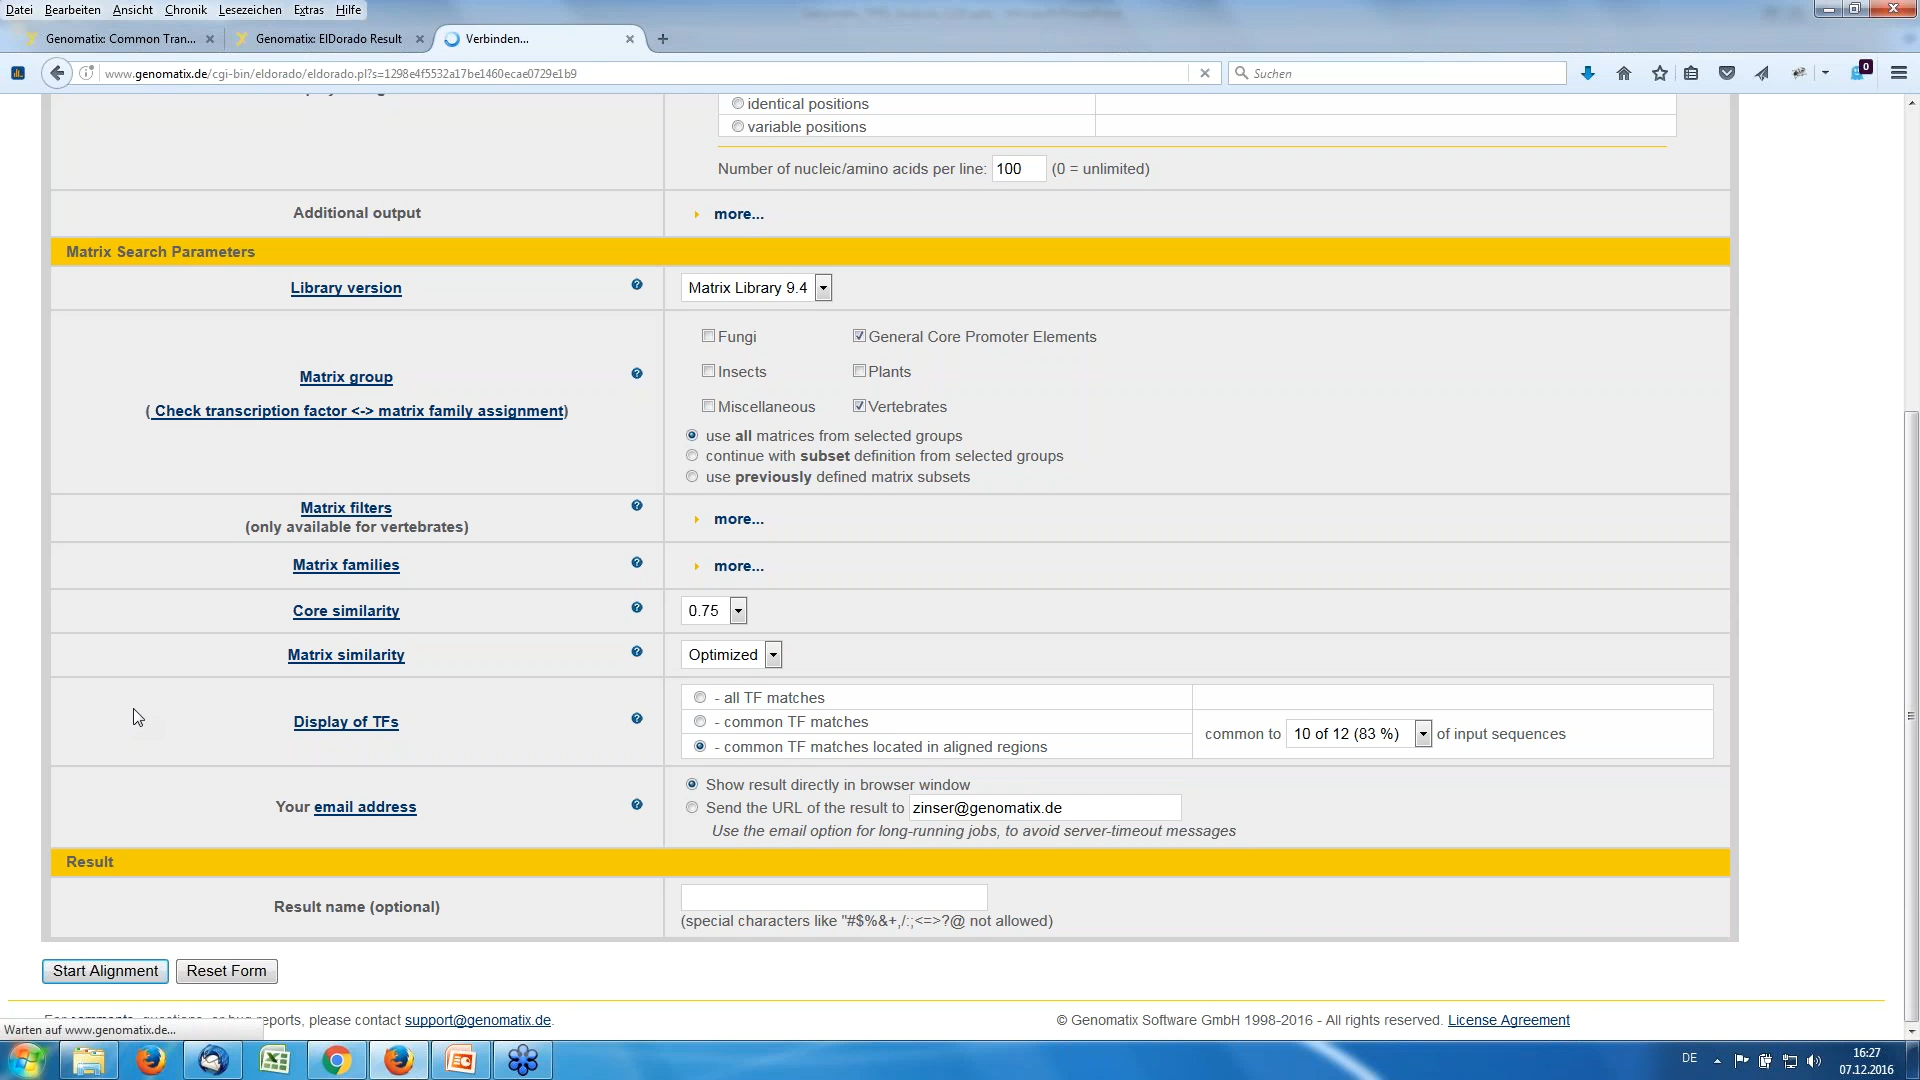 Datei Bearbeiten Ansicht Chronik Lesezeichen Extras Hilfe
Genomatix: Common Tran... × Genomatix: ElDorado Result × Verbinden... × +
www.genomatix.de/cgi-bin/eldorado/eldorado.pl?s=1298e4f5532a17be1460ecae0729e1b9
Suchen
0
identical positions
variable positions
Number of nucleic/amino acids per line: 100 (0 = unlimited)
Additional output more...
Matrix Search Parameters
Library version ? Matrix Library 9.4
Fungi General Core Promoter Elements
Matrix group ? Insects Plants
( Check transcription factor <-> matrix family assignment) Miscellaneous Vertebrates
use all matrices from selected groups
continue with subset definition from selected groups
use previously defined matrix subsets
Matrix filters ?
(only available for vertebrates) more...
Matrix families ? more...
Core similarity ? 0.75
Matrix similarity ? Optimized
- all TF matches
Display of TFs ? - common TF matches
- common TF matches located in aligned regions
common to 10 of 12 (83 %) of input sequences
Your email address ? Show result directly in browser window
Send the URL of the result to zinser@genomatix.de
Use the email option for long-running jobs, to avoid server-timeout messages
Result
Result name (optional)
(special characters like "#$%&+,/:;<=>?@ not allowed)
Start Alignment Reset Form
reports, please contact support@genomatix.de.
© Genomatix Software GmbH 1998-2016 - All rights reserved. License Agreement
Warten auf www.genomatix.de...
DE
16:27
07.12.2016